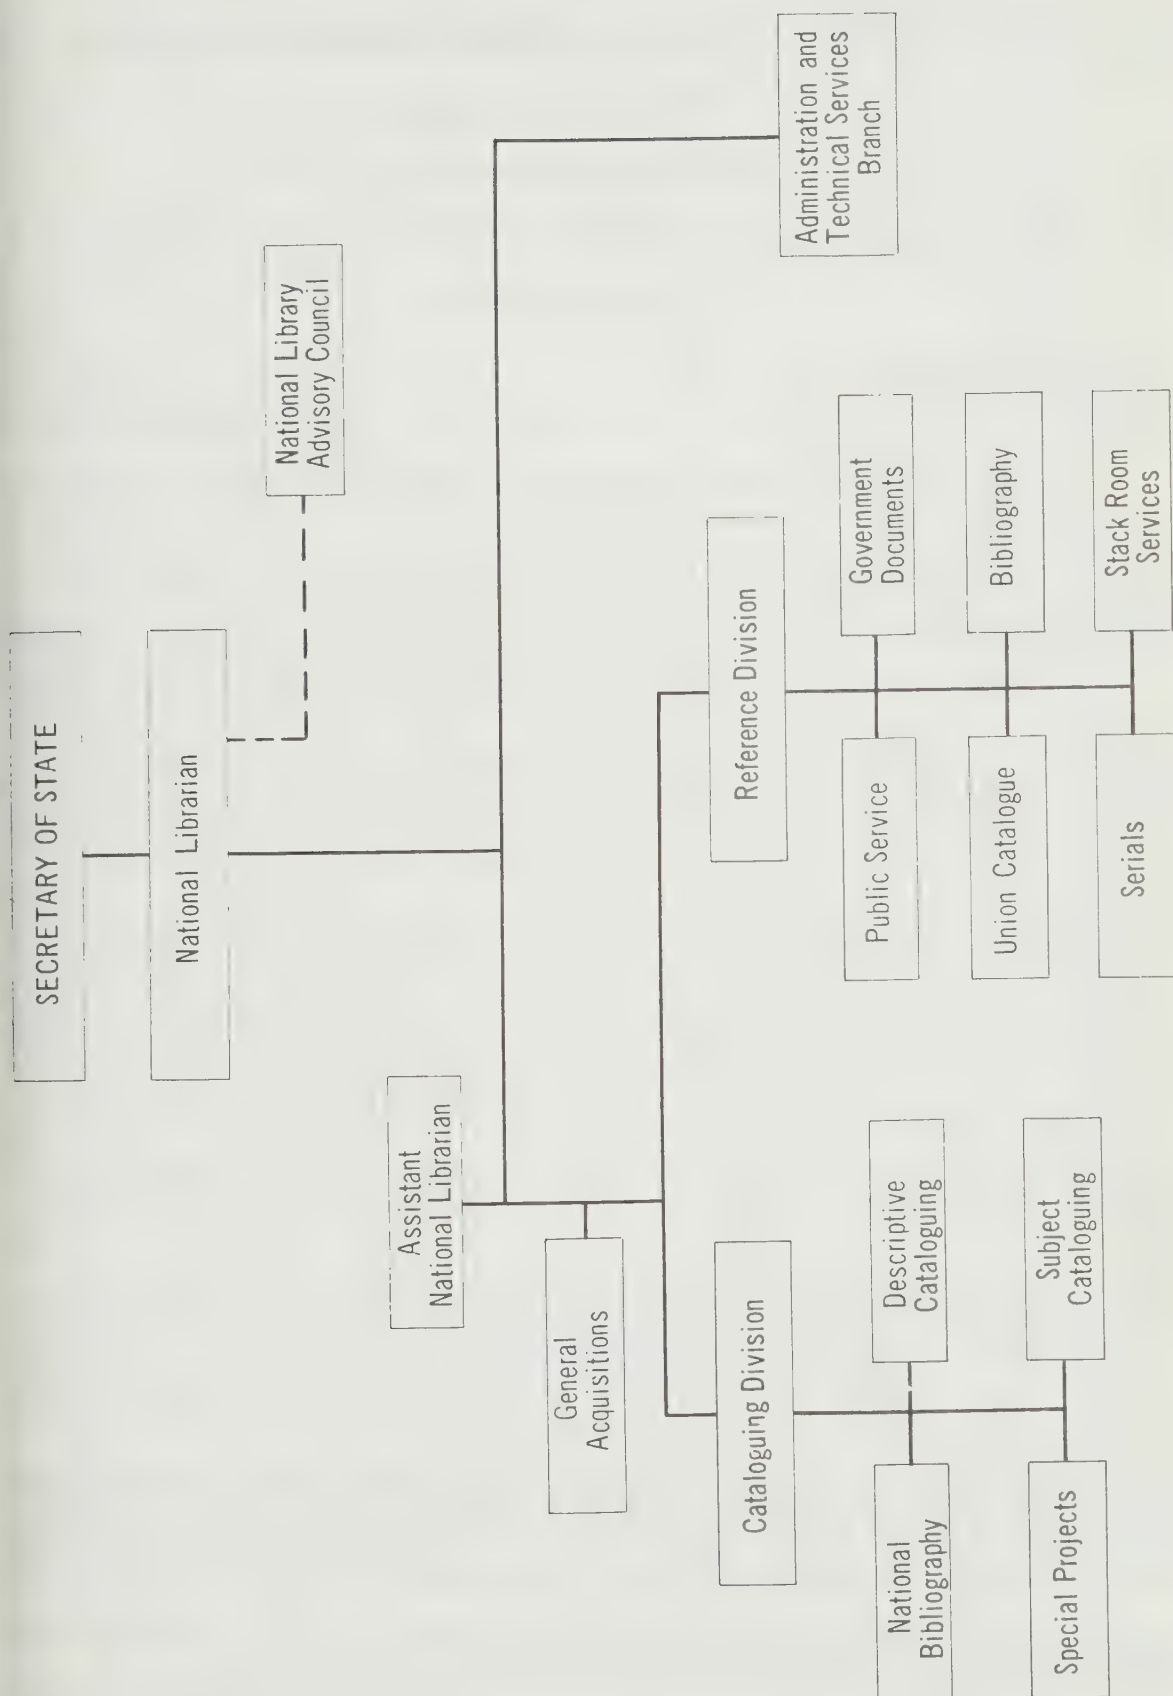 SECRETARY OF STATE
National Librarian
National Library
Advisory Council
Assistant
National Librarian
General
Acquisitions
Administration and
Technical Services
Branch
Cataloguing Division
Reference Division
National
Bibliography
Descriptive
Cataloguing
Special Projects
Subject
Cataloguing
Public Service
Government
Documents
Union Catalogue
Bibliography
Serials
Stack Room
Services